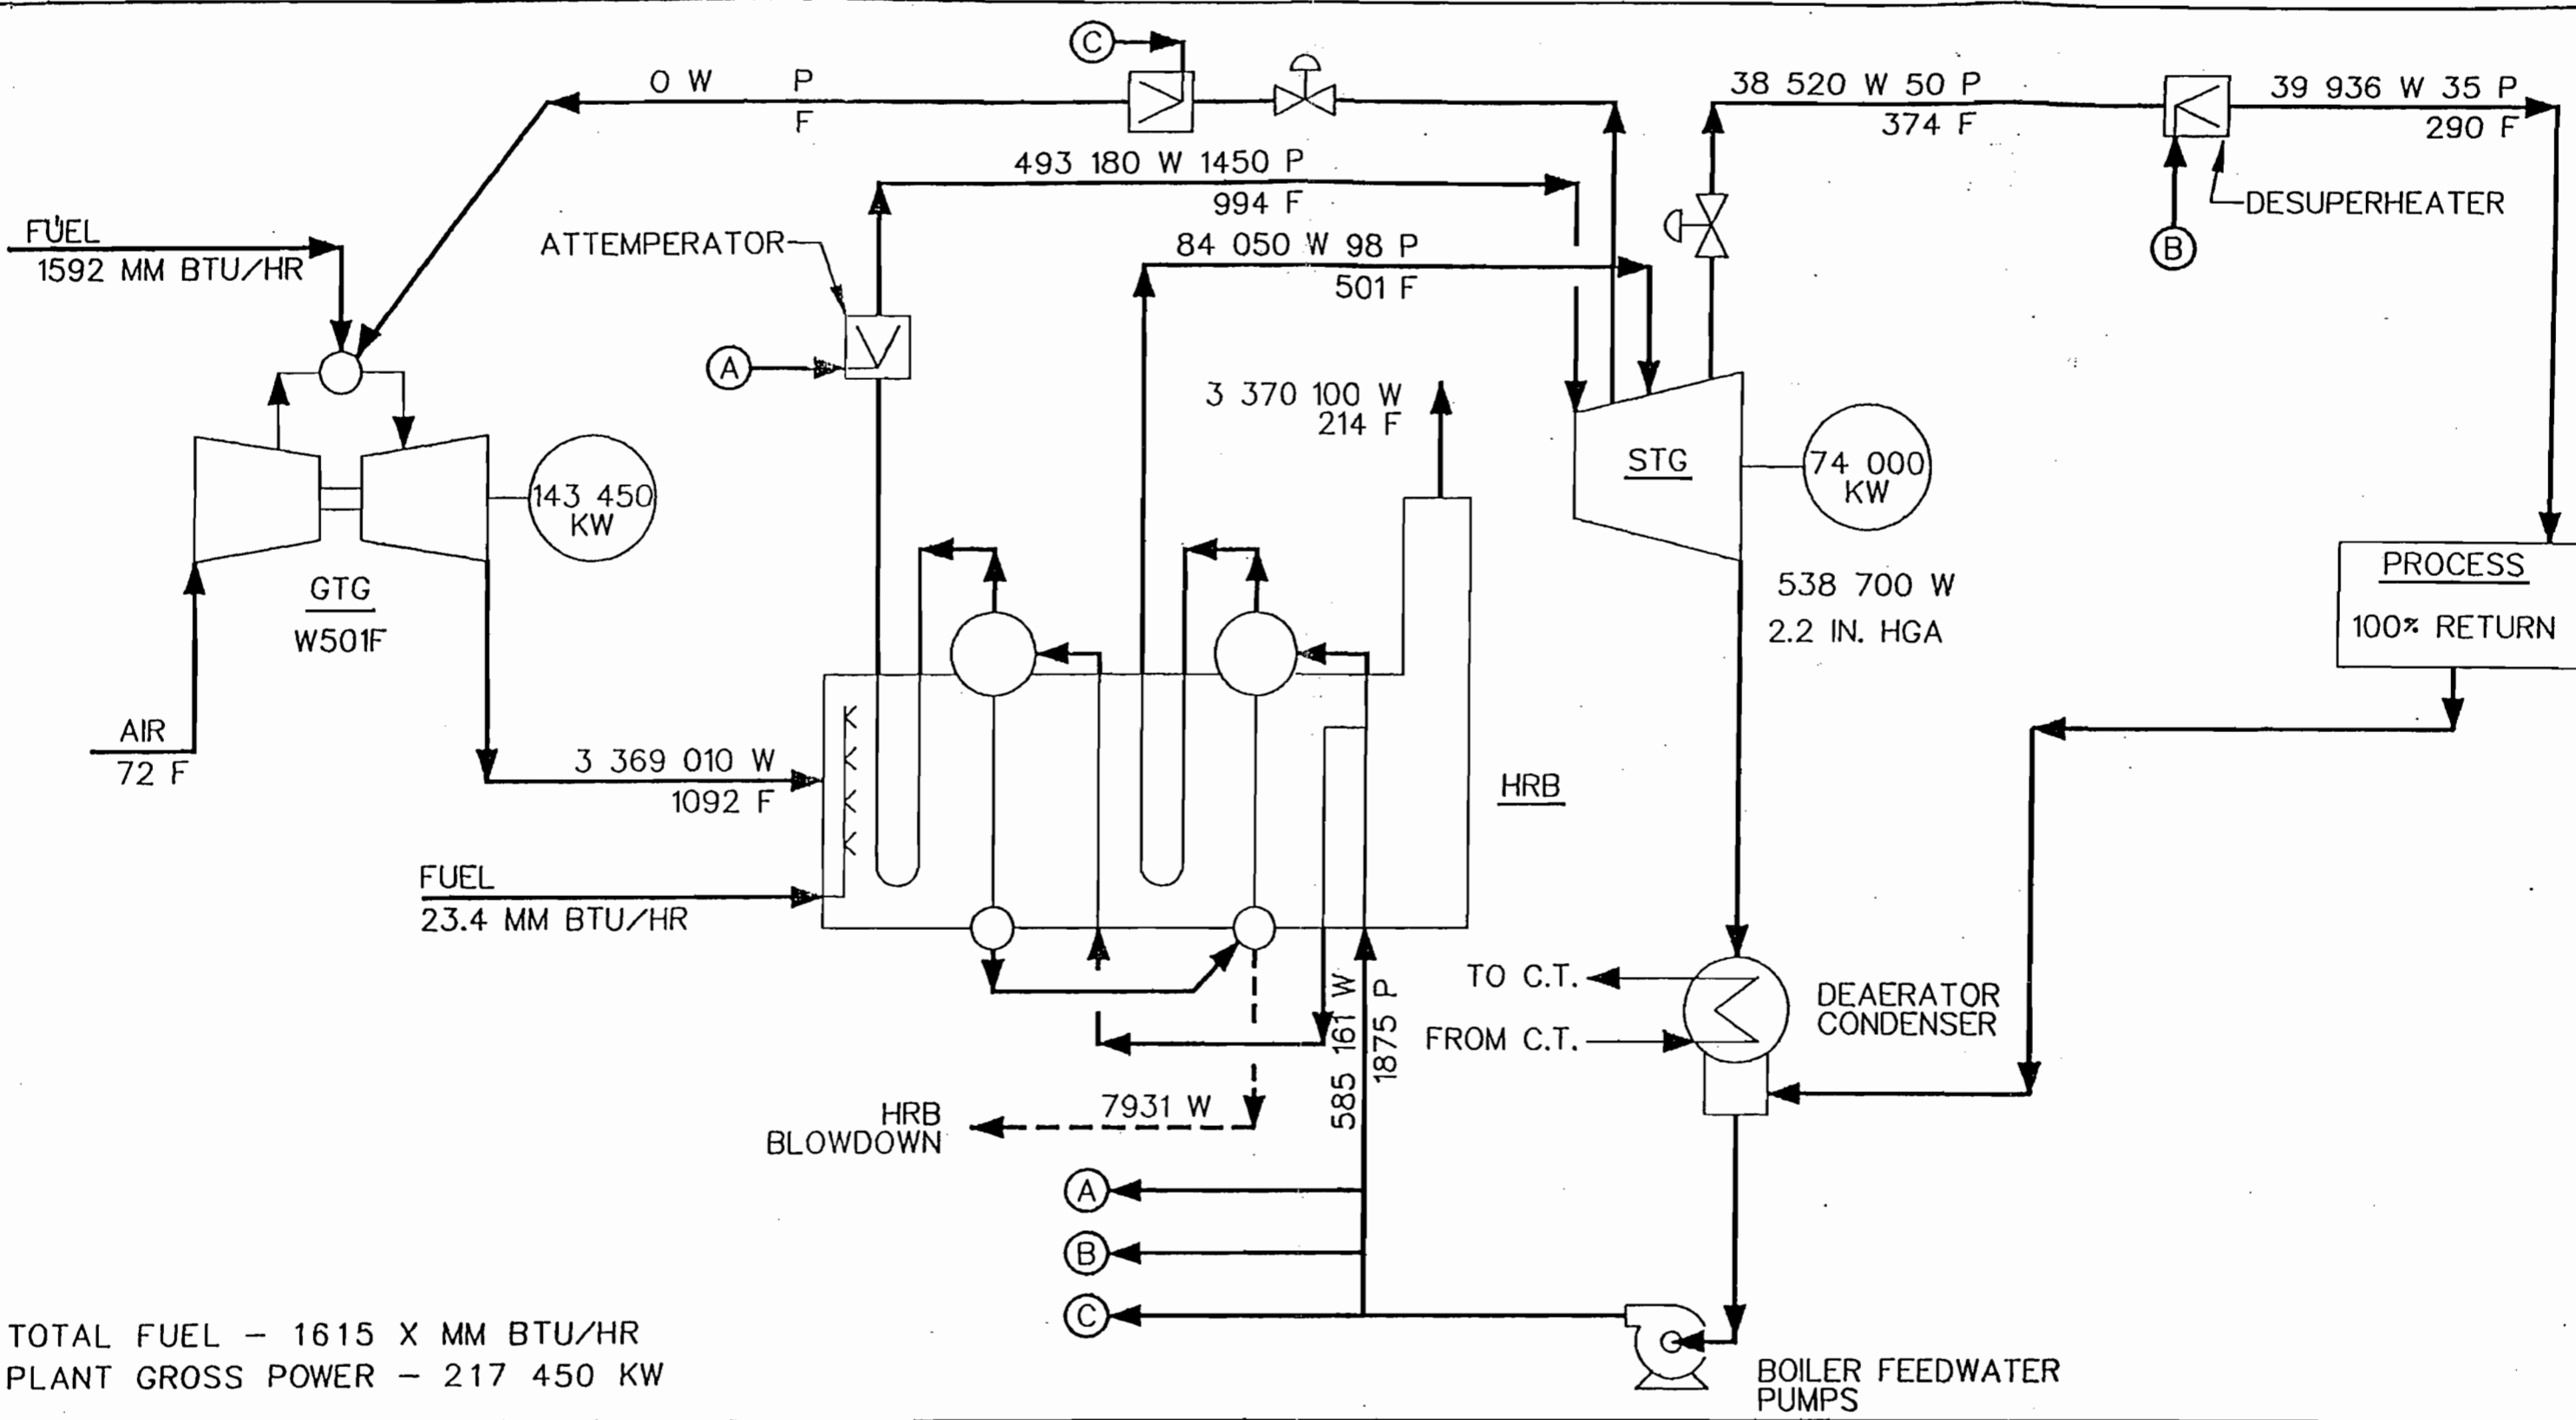 C
0 W P
F
38 520 W 50 P
374 F
39 936 W 35 P
290 F
493 180 W 1450 P
994 F
DESUPERHEATER
B
FUEL
1592 MM BTU/HR
ATTEMPERATOR
84 050 W 98 P
501 F
A
3 370 100 W
214 F
STG
74 000
KW
143 450
KW
GTG
W501F
538 700 W
2.2 IN. HGA
PROCESS
100% RETURN
AIR
72 F
3 369 010 W
1092 F
HRB
FUEL
23.4 MM BTU/HR
TO C.T.
FROM C.T.
DEAERATOR
CONDENSER
585 161 W
1875 P
HRB
BLOWDOWN
7931 W
A
B
C
TOTAL FUEL - 1615 X MM BTU/HR
PLANT GROSS POWER - 217 450 KW
BOILER FEEDWATER
PUMPS